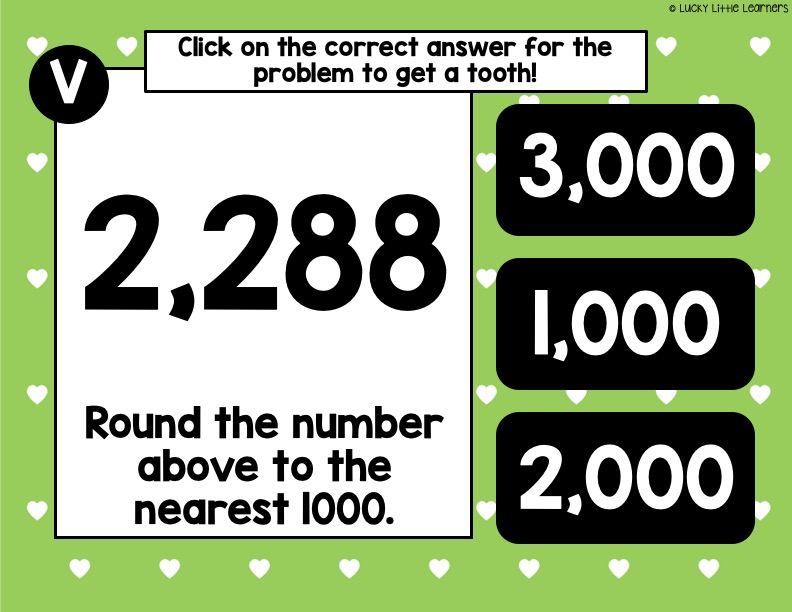 © Lucky Little Learners
Click on the correct answer for the
problem to get a tooth!
V
2,288
Round the number
above to the
nearest 1000.
3,000
1,000
2,000